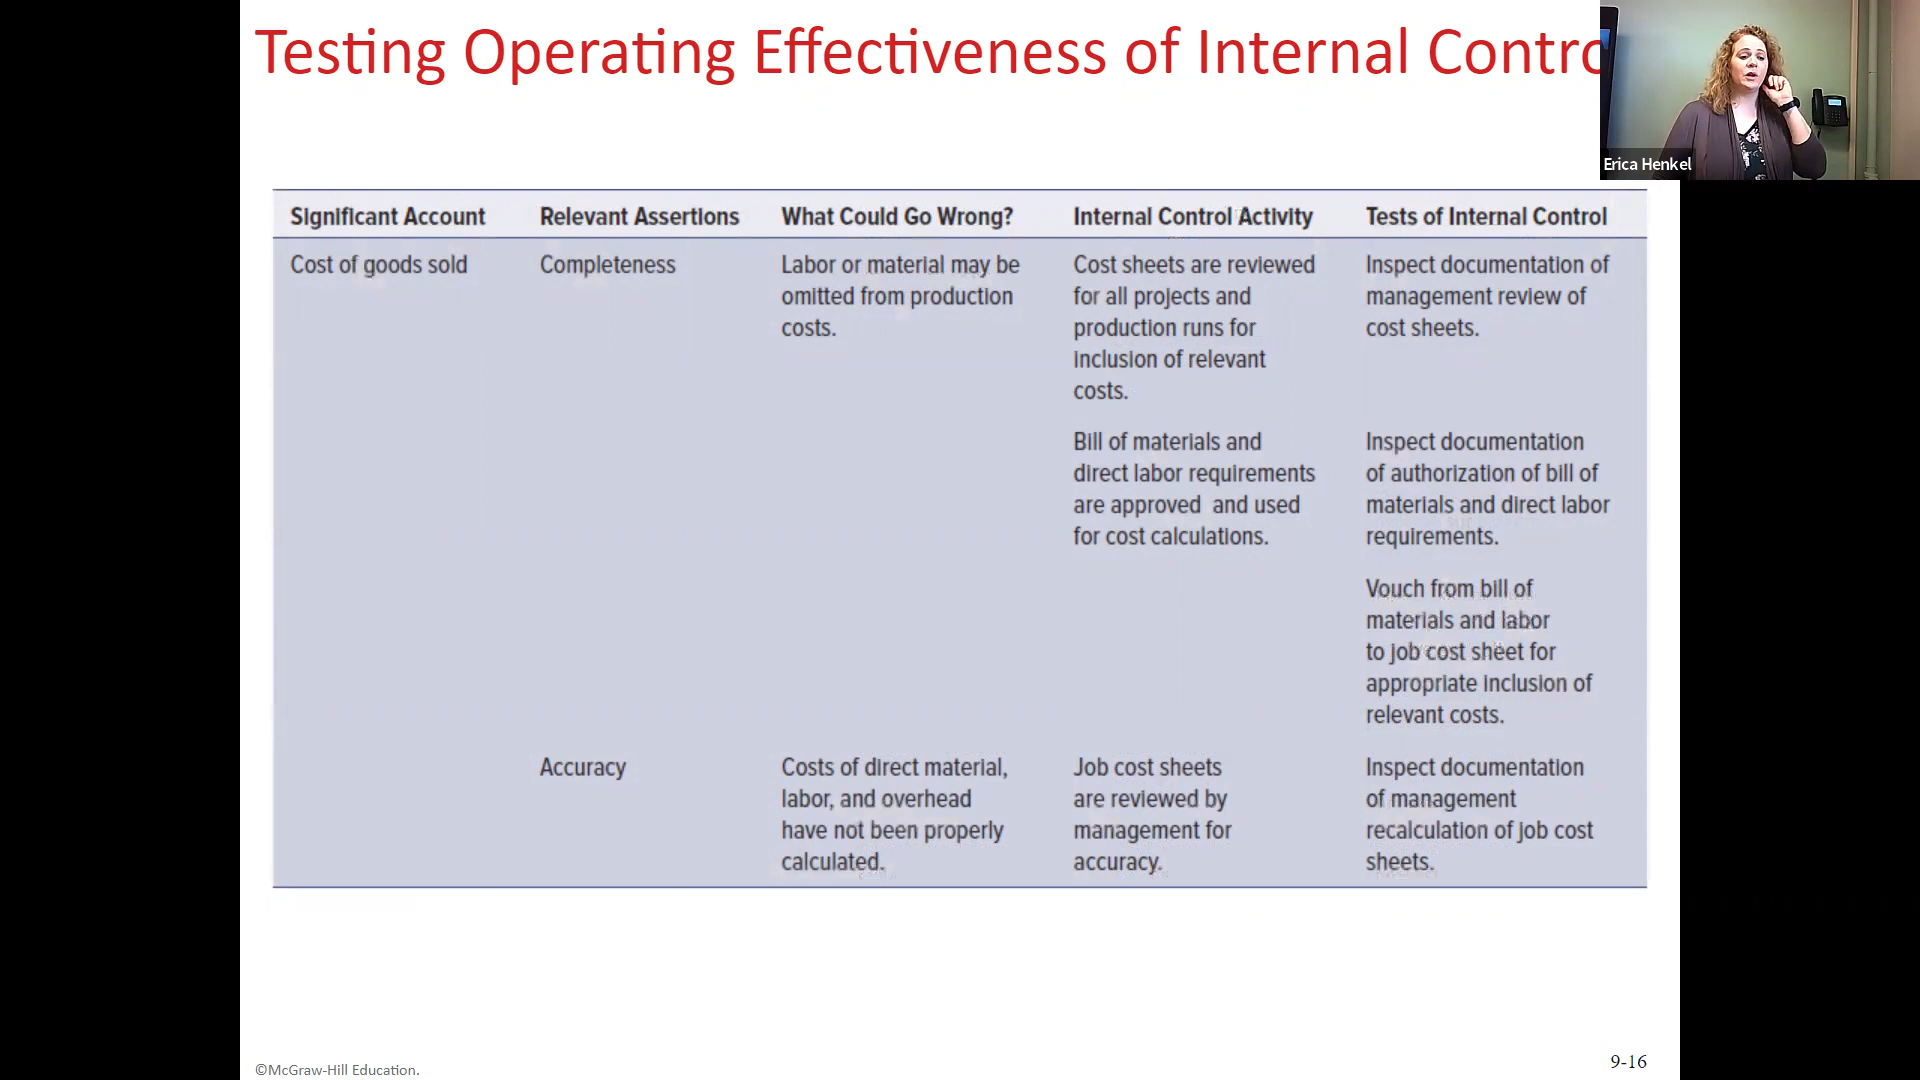 Testing Operating Effectiveness of Internal Contro
Erica Henkel
Significant Account Relevant Assertions What Could Go Wrong? Internal Control Activity Tests of Internal Control
Cost of goods sold Completeness Labor or material may be Cost sheets are reviewed Inspect documentation of
omitted from production for all projects and management review of
costs. production runs for cost sheets.
inclusion of relevant
costs.
Bill of materials and Inspect documentation
direct labor requirements of authorization of bill of
are approved and used materials and direct labor
for cost calculations. requirements.
Vouch from bill of
materials and labor
to job cost sheet for
appropriate inclusion of
relevant costs.
Accuracy Costs of direct material, Job cost sheets Inspect documentation
labor, and overhead are reviewed by of management
have not been properly management for recalculation of job cost
calculated. accuracy. sheets.
©McGraw-Hill Education.
9-16